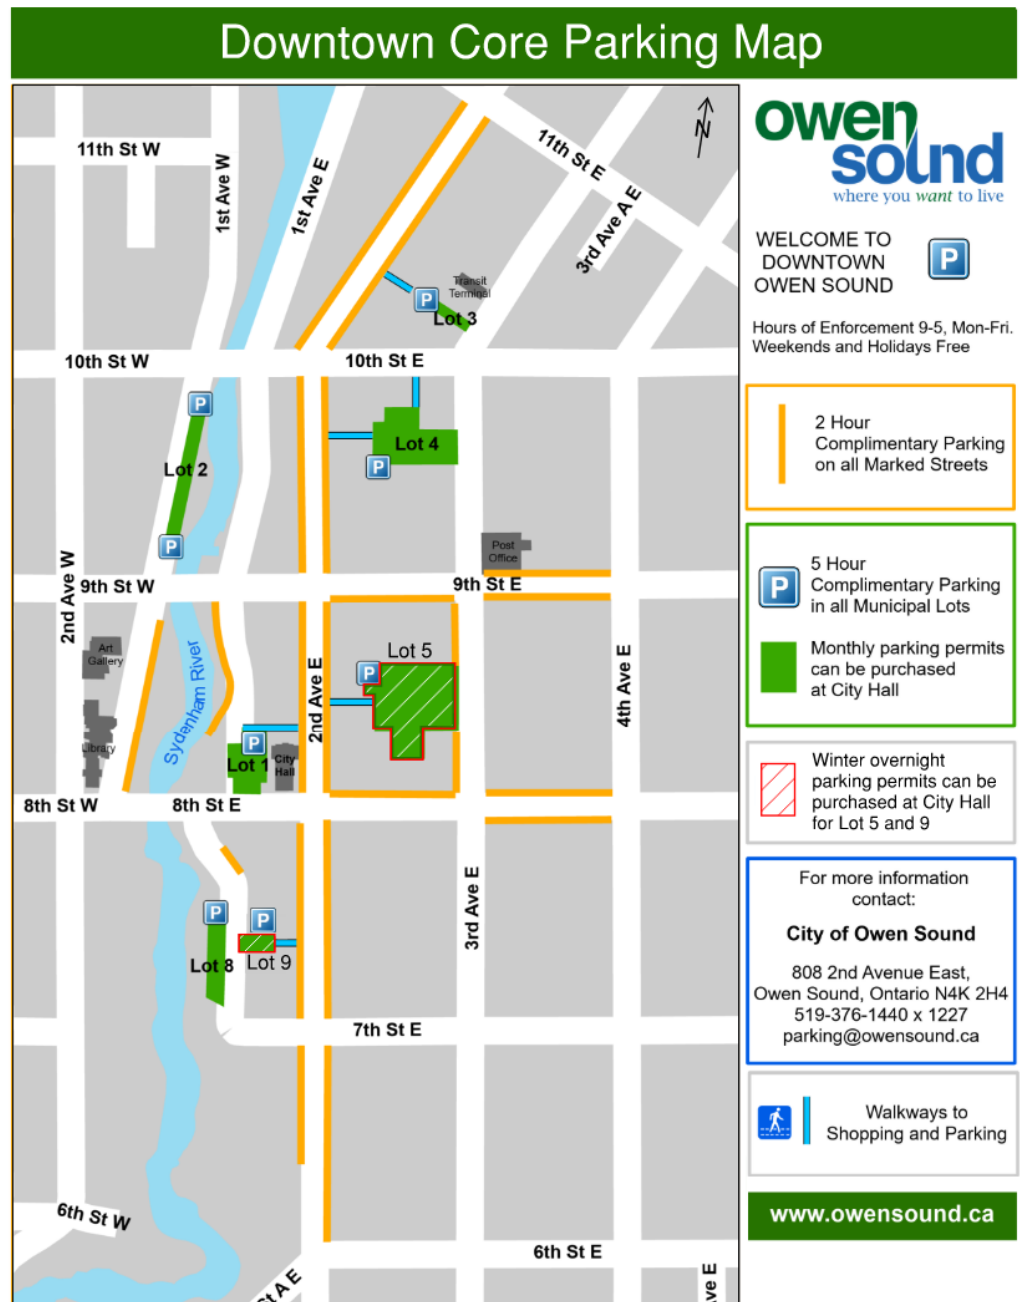 Downtown Core Parking Map
11th St W
1st Ave W
1st Ave E
11th St E
3rd Ave A E
N
Transit
Terminal
Lot 3
10th St W
10th St E
Lot 2
Lot 4
Post
Office
2nd Ave W
9th St W
9th St E
Art
Gallery
Sydenham River
Lot 5
2nd Ave E
4th Ave E
Library
Lot 1
City
Hall
8th St W
8th St E
3rd Ave E
Lot 8
Lot 9
7th St E
6th St W
6th St E
St A E
ve E
P
P
P
P
P
P
P
P
owen
sound
where you want to live
WELCOME TO
DOWNTOWN
OWEN SOUND
P
Hours of Enforcement 9-5, Mon-Fri.
Weekends and Holidays Free
2 Hour
Complimentary Parking
on all Marked Streets
P
5 Hour
Complimentary Parking
in all Municipal Lots
Monthly parking permits
can be purchased
at City Hall
Winter overnight
parking permits can be
purchased at City Hall
for Lot 5 and 9
For more information
contact:
City of Owen Sound
808 2nd Avenue East,
Owen Sound, Ontario N4K 2H4
519-376-1440 x 1227
parking@owensound.ca
Walkways to
Shopping and Parking
www.owensound.ca